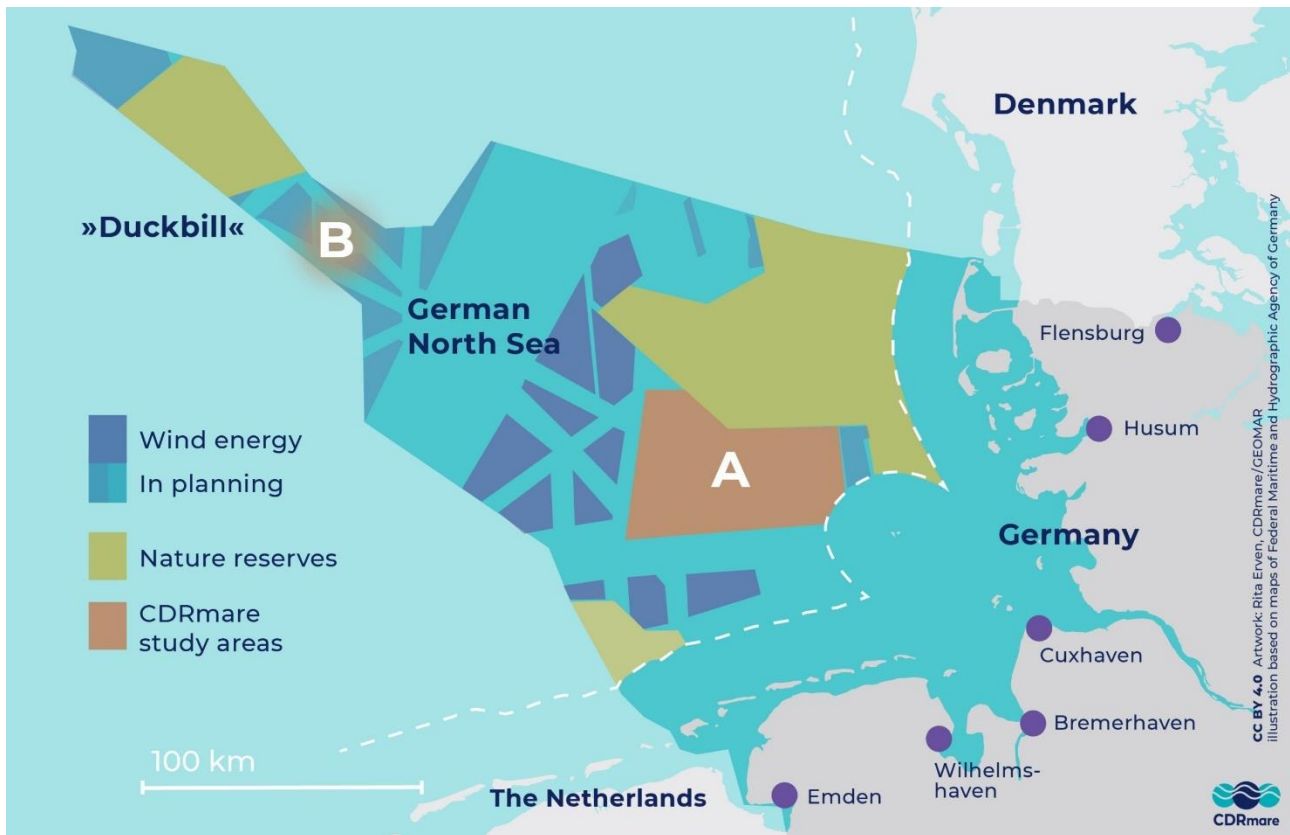 Denmark
»Duckbill«
B
German
North Sea
Flensburg
Wind energy
In planning
Nature reserves
CDRmare
study areas
A
Husum
Germany
Cuxhaven
Bremerhaven
Wilhelms-
haven
Emden
The Netherlands
100 km
CC BY 4.0 Artwork: Rita Erven, CDRmare/GEOMAR
illustration based on maps of Federal Maritime and Hydrographic Agency of Germany
CDRmare